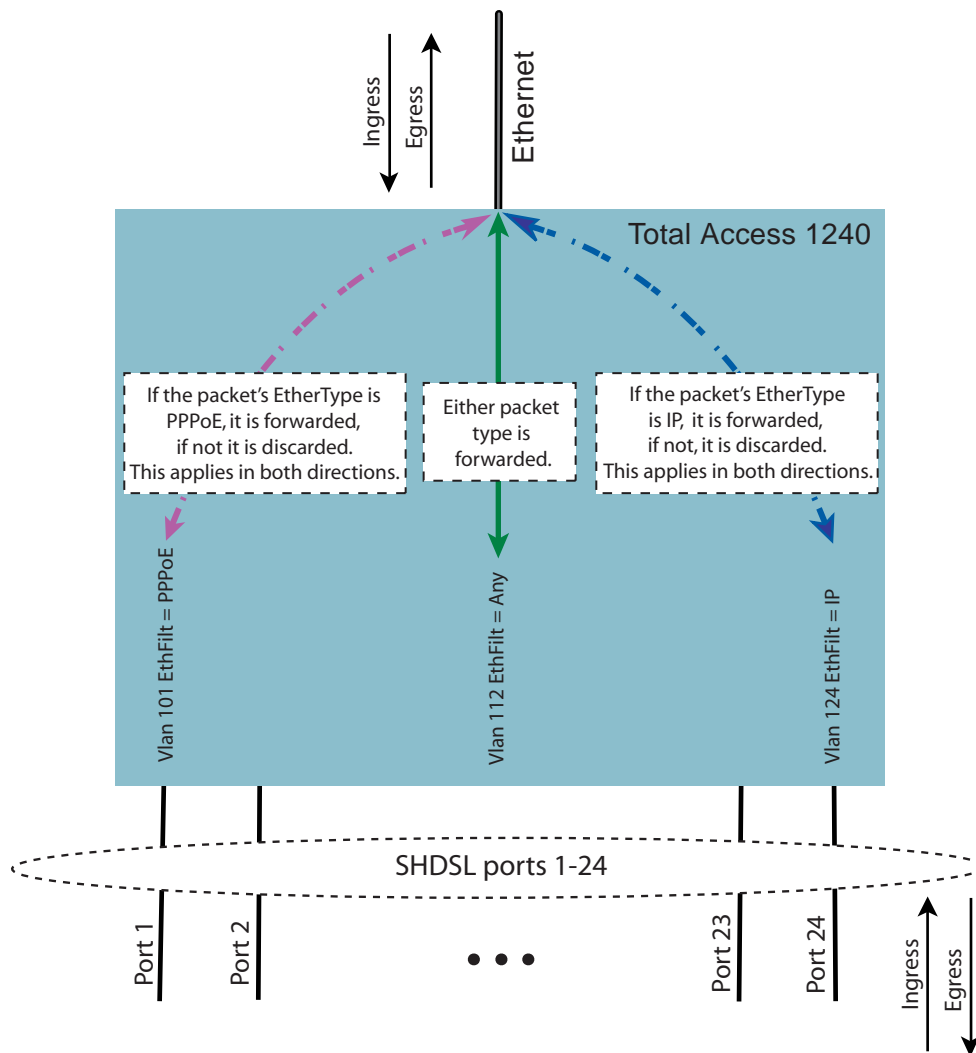 Ingress
Egress
Ethernet
Total Access 1240
If the packet's EtherType is
PPPoE, it is forwarded,
if not it is discarded.
This applies in both directions.
Either packet
type is
forwarded.
If the packet's EtherType
is IP, it is forwarded,
if not, it is discarded.
This applies in both directions.
Vlan 101 EthFilt = PPPoE
Vlan 112 EthFilt = Any
Vlan 124 EthFilt = IP
SHDSL ports 1-24
Port 1
Port 2
Port 23
Port 24
Ingress
Egress